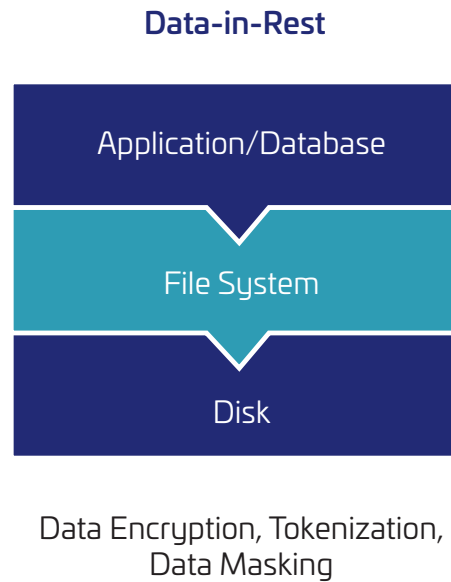 Data-in-Rest
Application/Database
File System
Disk
Data Encryption, Tokenization,
Data Masking